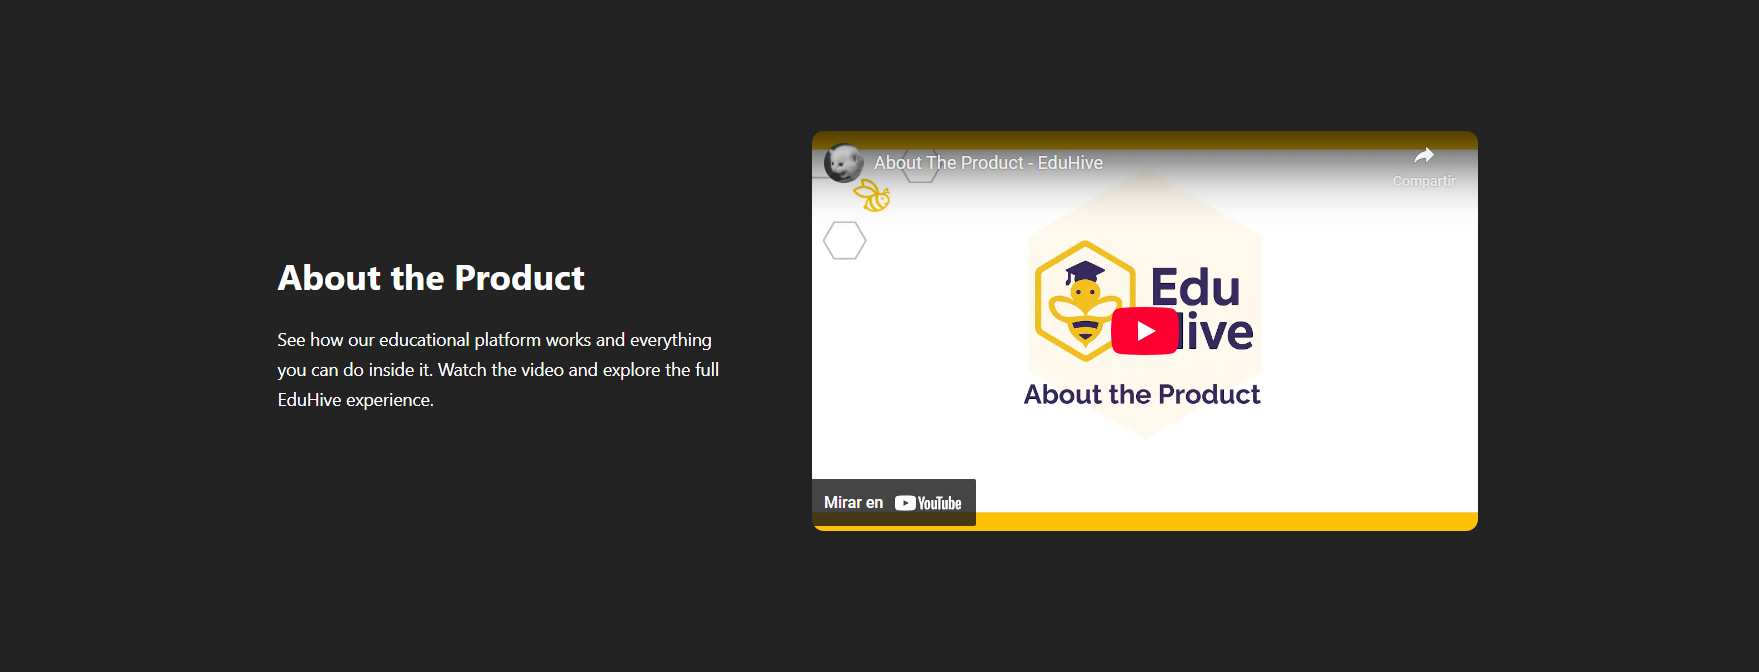 About the Product
See how our educational platform works and everything
you can do inside it. Watch the video and explore the full
EduHive experience.
About The Product - EduHive
Compartir
Edu
ive
About the Product
Mirar en YouTube